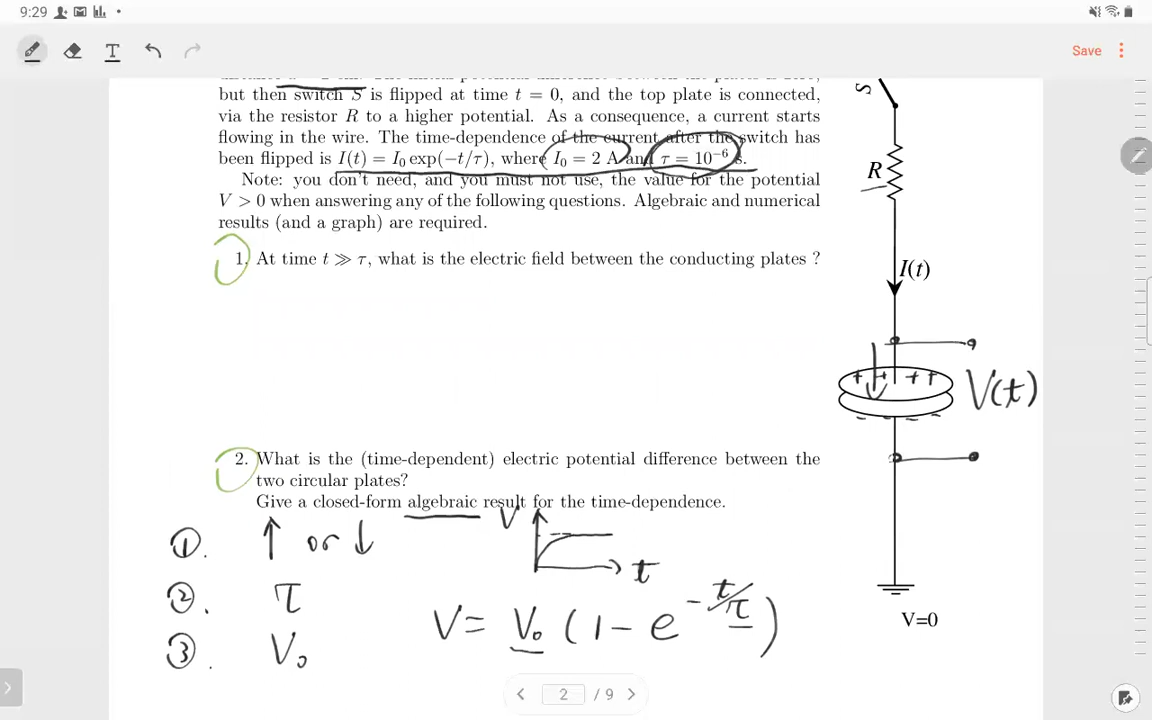 9:29
Save
but then switch S is flipped at time t = 0, and the top plate is connected,
via the resistor R to a higher potential. As a consequence, a current starts
flowing in the wire. The time-dependence of the current after the switch has
been flipped is I(t) = I₀ exp(−t/τ), where I₀ = 2 A and τ = 10⁻⁶ s.
Note: you don't need, and you must not use, the value for the potential
V > 0 when answering any of the following questions. Algebraic and numerical
results (and a graph) are required.
1. At time t ≫ τ, what is the electric field between the conducting plates ?
S
R
I(t)
+ + + +
V(t)
V=0
2. What is the (time-dependent) electric potential difference between the
two circular plates?
Give a closed-form algebraic result for the time-dependence.
①. ↑ or ↓
V
t
②. τ
V = V₀ (1 − e^(−t/τ))
③. V₀
2 / 9